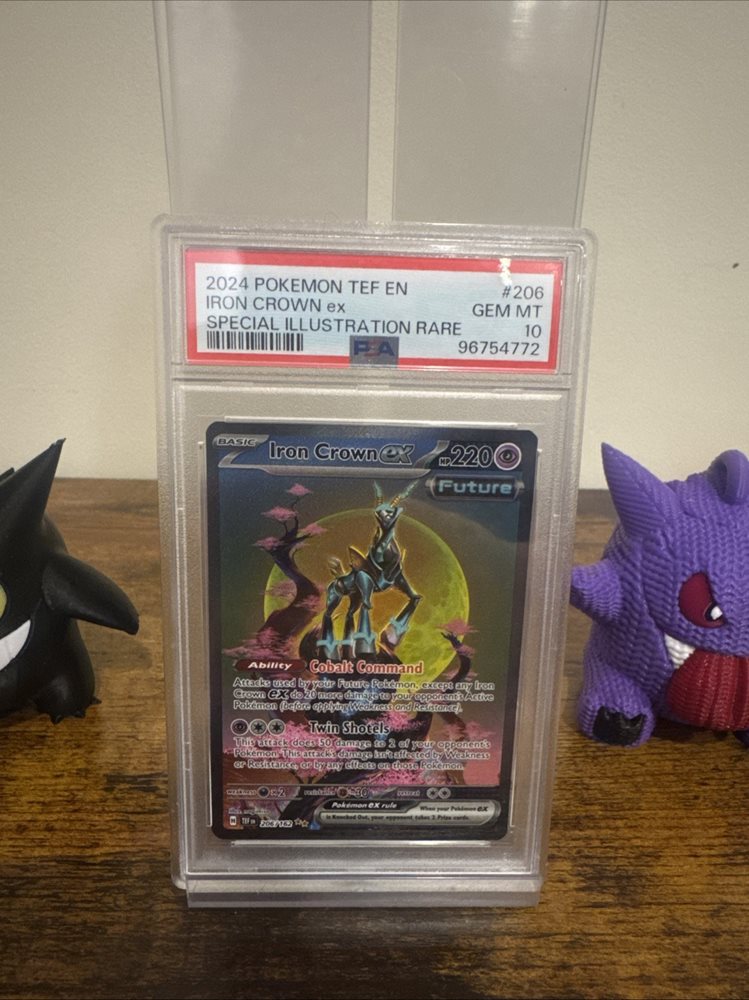 2024 POKEMON TEF EN #206
IRON CROWN ex GEM MT
SPECIAL ILLUSTRATION RARE 10
PSA 96754772
BASIC Iron Crown ex HP 220
Future
Ability Cobalt Command
Attacks used by your Future Pokémon, except any Iron
Crown ex do 20 more damage to your opponent's Active
Pokémon (before applying Weakness and Resistance).
Twin Shotels
This attack does 50 damage to 2 of your opponent's
Pokémon. This attack's damage isn't affected by Weakness
or Resistance, or by any effects on those Pokémon.
weakness ×2 resistance -30 retreat
Pokémon ex rule When your Pokémon ex
is Knocked Out, your opponent takes 2 Prize cards.
H TEF EN 206/162